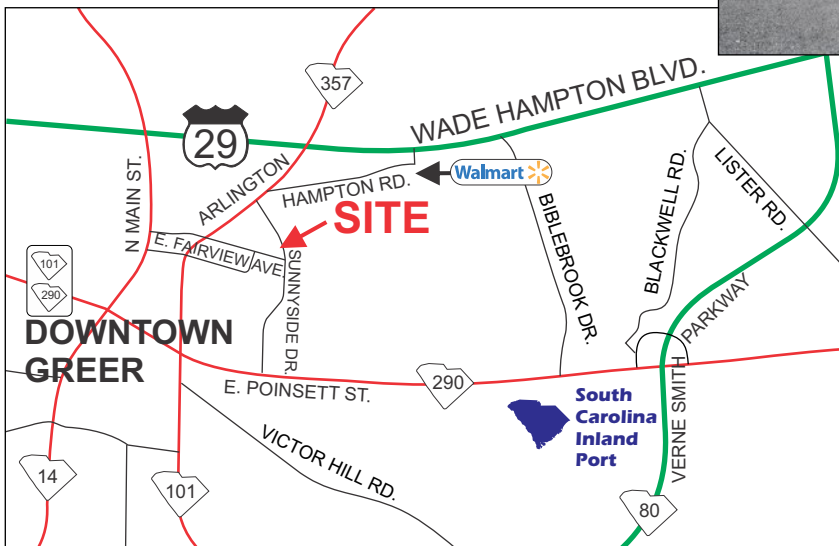 WADE HAMPTON BLVD.
357
29
N MAIN ST.
ARLINGTON
HAMPTON RD.
Walmart
LISTER RD.
BLACKWELL RD.
BIBLEBROOK DR.
SITE
E. FAIRVIEW AVE.
SUNNYSIDE DR.
101
290
DOWNTOWN
GREER
E. POINSETT ST.
290
PARKWAY
VERNE SMITH
South
Carolina
Inland
Port
VICTOR HILL RD.
14
101
80